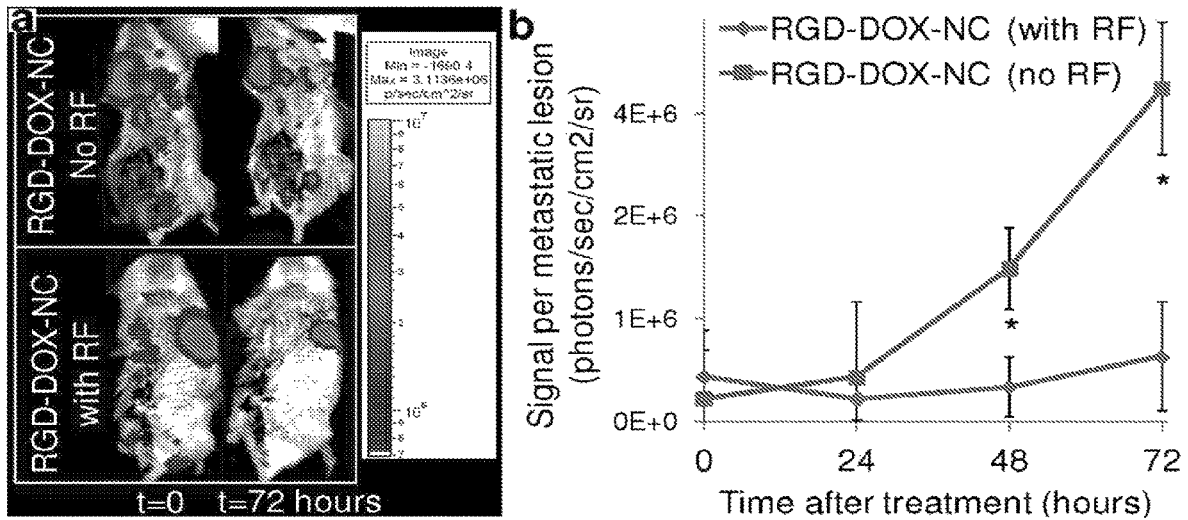 a
RGD-DOX-NC
No RF
RGD-DOX-NC
with RF
t=0 t=72 hours
Image
p/sec/cm^2/sr
b
RGD-DOX-NC (with RF)
RGD-DOX-NC (no RF)
Signal per metastatic lesion
(photons/sec/cm2/sr)
4E+6
2E+6
1E+6
0E+0
*
*
0 24 48 72
Time after treatment (hours)